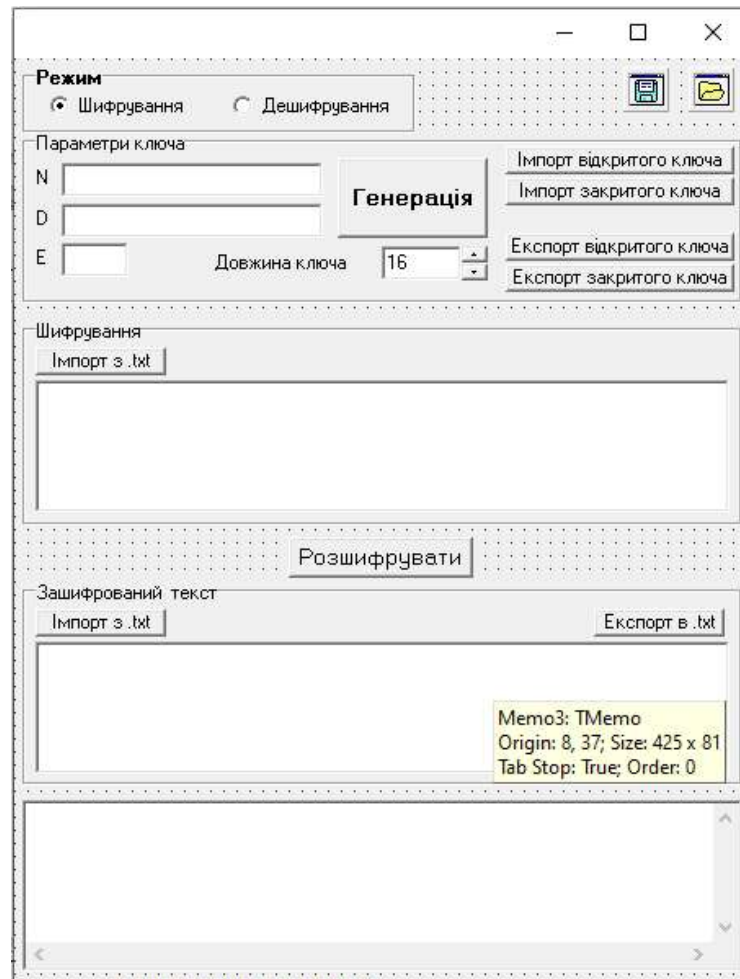 Режим
Шифрування Дешифрування
Параметри ключа
N
D
E
Генерація
Довжина ключа 16
Імпорт відкритого ключа
Імпорт закритого ключа
Експорт відкритого ключа
Експорт закритого ключа
Шифрування
Імпорт з .txt
Розшифрувати
Зашифрований текст
Імпорт з .txt Експорт в .txt
Memo3: TMemo
Origin: 8, 37; Size: 425 x 81
Tab Stop: True; Order: 0